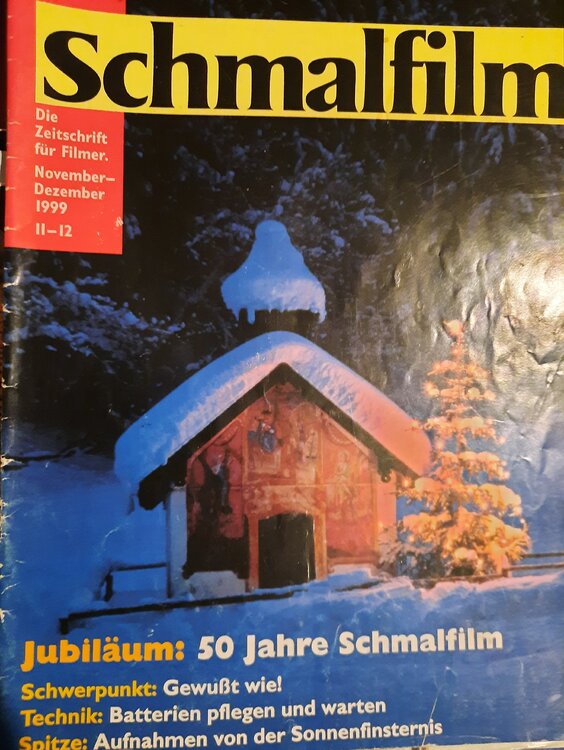 Schmalfilm
Die
Zeitschrift
für Filmer.
November–
Dezember
1999
11–12
Jubiläum: 50 Jahre Schmalfilm
Schwerpunkt: Gewußt wie!
Technik: Batterien pflegen und warten
Spitze: Aufnahmen von der Sonnenfinsternis